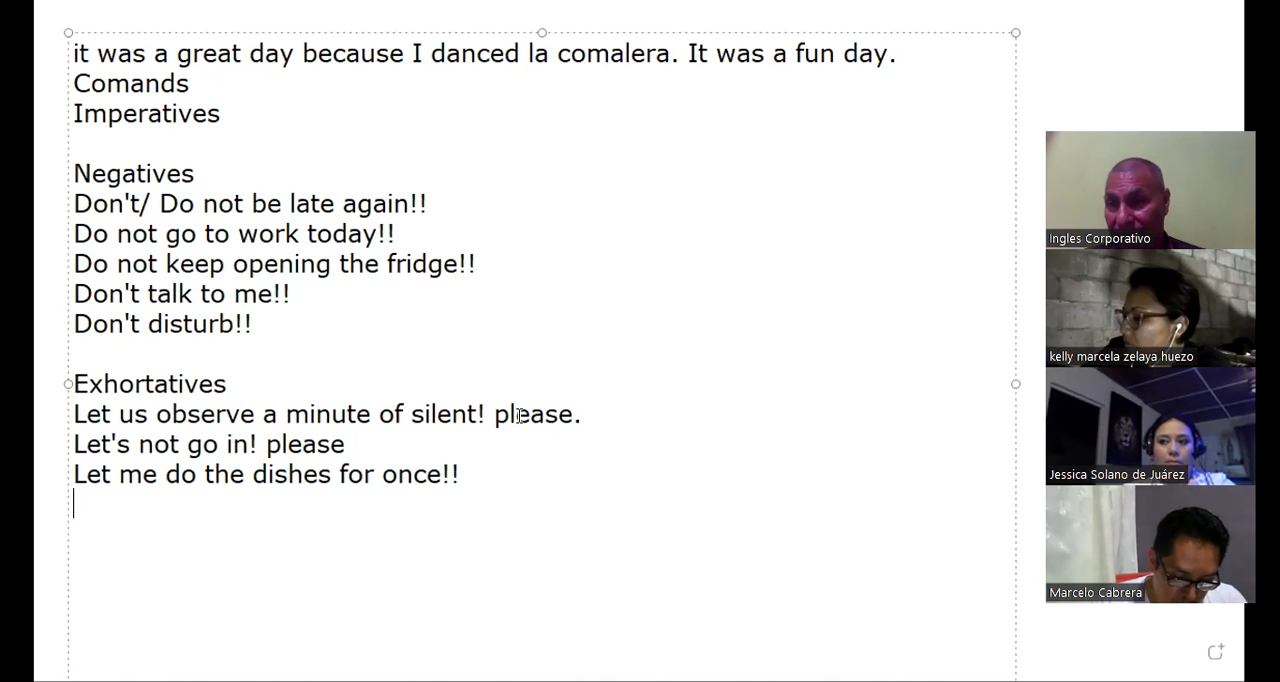 it was a great day because I danced la comalera. It was a fun day.
Comands
Imperatives
Negatives
Don't/ Do not be late again!!
Do not go to work today!!
Do not keep opening the fridge!!
Don't talk to me!!
Don't disturb!!
Exhortatives
Let us observe a minute of silent! please.
Let's not go in! please
Let me do the dishes for once!!
Ingles Corporativo
kelly marcela zelaya huezo
Jessica Solano de Juárez
Marcelo Cabrera